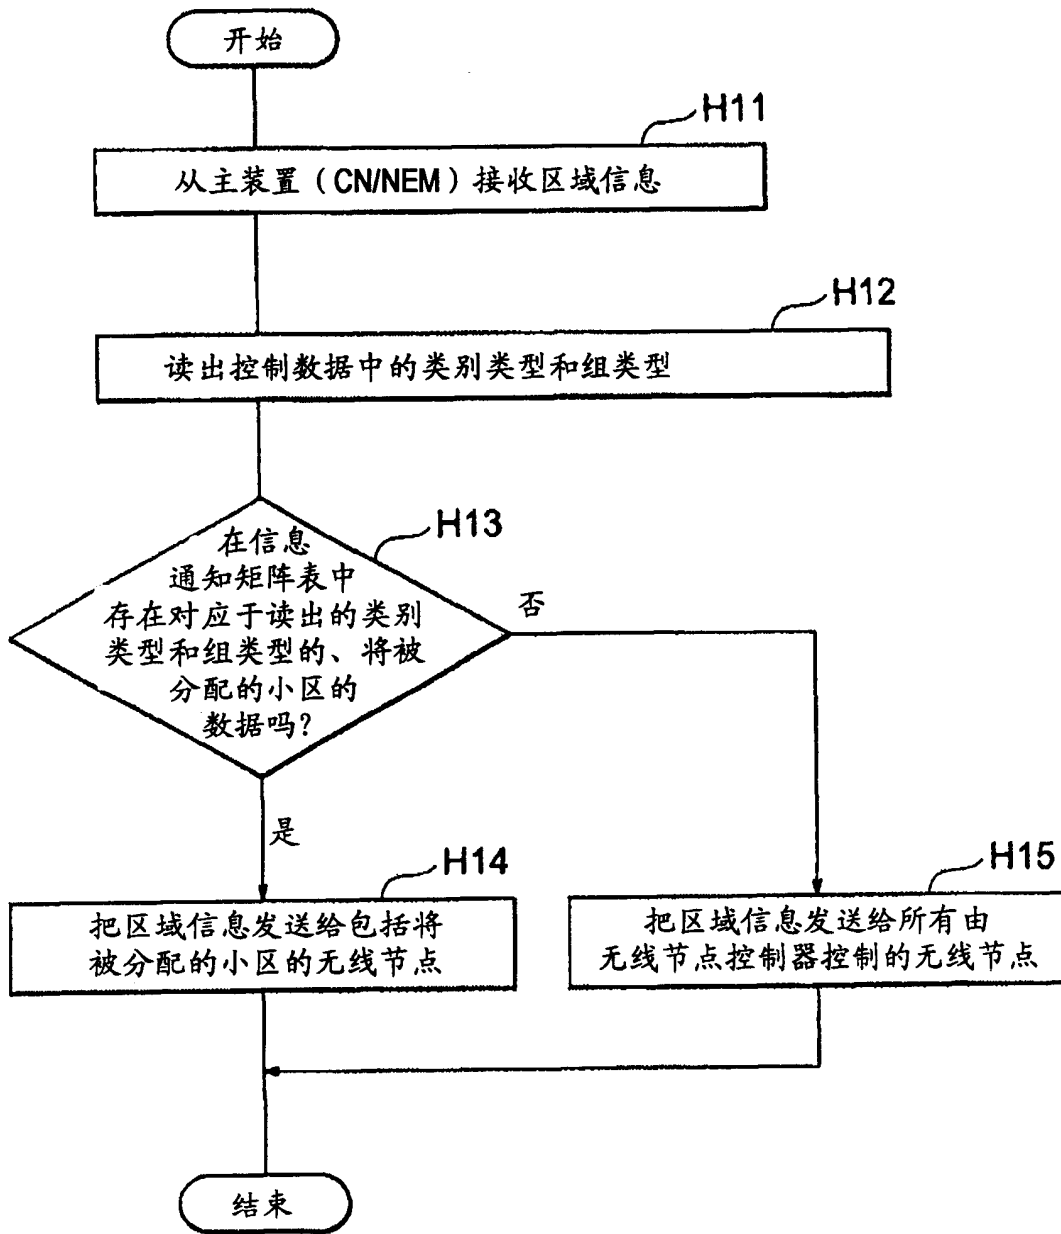 开始
H11
从主装置（CN/NEM）接收区域信息
H12
读出控制数据中的类别类型和组类型
H13
在信息
通知矩阵表中
存在对应于读出的类别
类型和组类型的、将被
分配的小区的
数据吗？
否
是
H14
把区域信息发送给包括将
被分配的小区的无线节点
H15
把区域信息发送给所有由
无线节点控制器控制的无线节点
结束